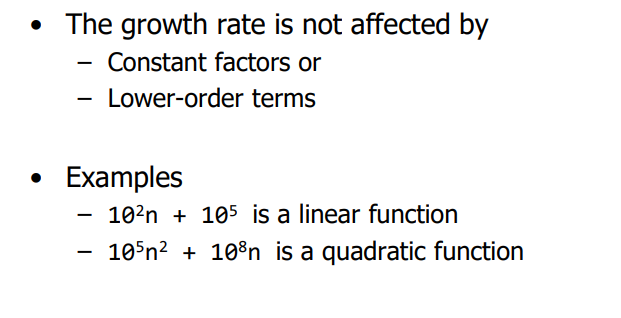 • The growth rate is not affected by
– Constant factors or
– Lower-order terms
• Examples
– 10²n + 10⁵ is a linear function
– 10⁵n² + 10⁸n is a quadratic function